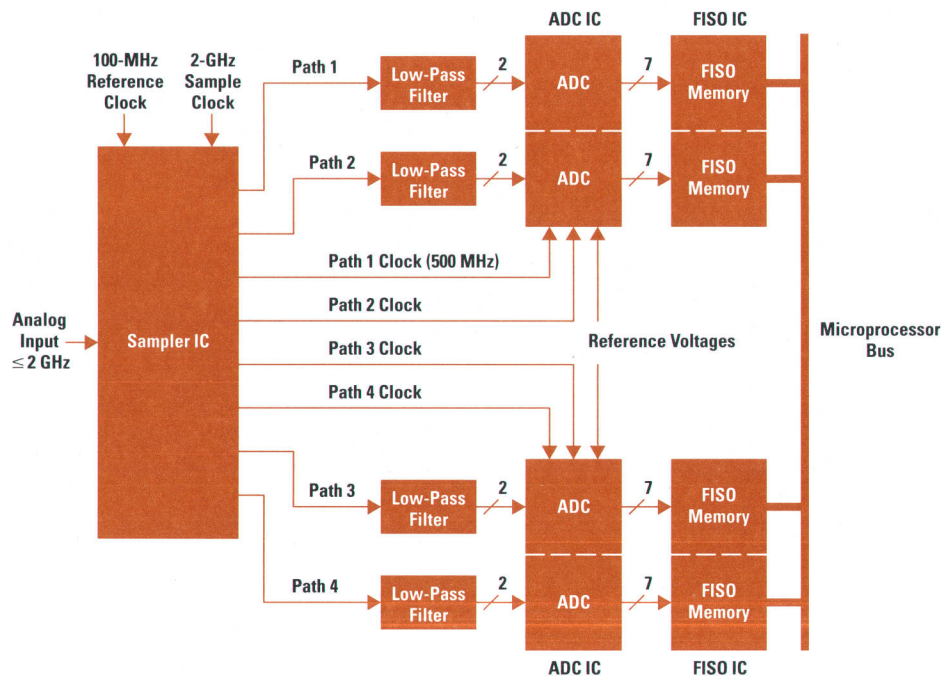 ADC IC
FISO IC
100-MHz
Reference
Clock
2-GHz
Sample
Clock
Path 1
Low-Pass
Filter
2
ADC
7
FISO
Memory
Path 2
Low-Pass
Filter
2
ADC
7
FISO
Memory
Path 1 Clock (500 MHz)
Path 2 Clock
Analog
Input
≤ 2 GHz
Sampler IC
Path 3 Clock
Reference Voltages
Microprocessor
Bus
Path 4 Clock
Path 3
Low-Pass
Filter
2
ADC
7
FISO
Memory
Path 4
Low-Pass
Filter
2
ADC
7
FISO
Memory
ADC IC
FISO IC